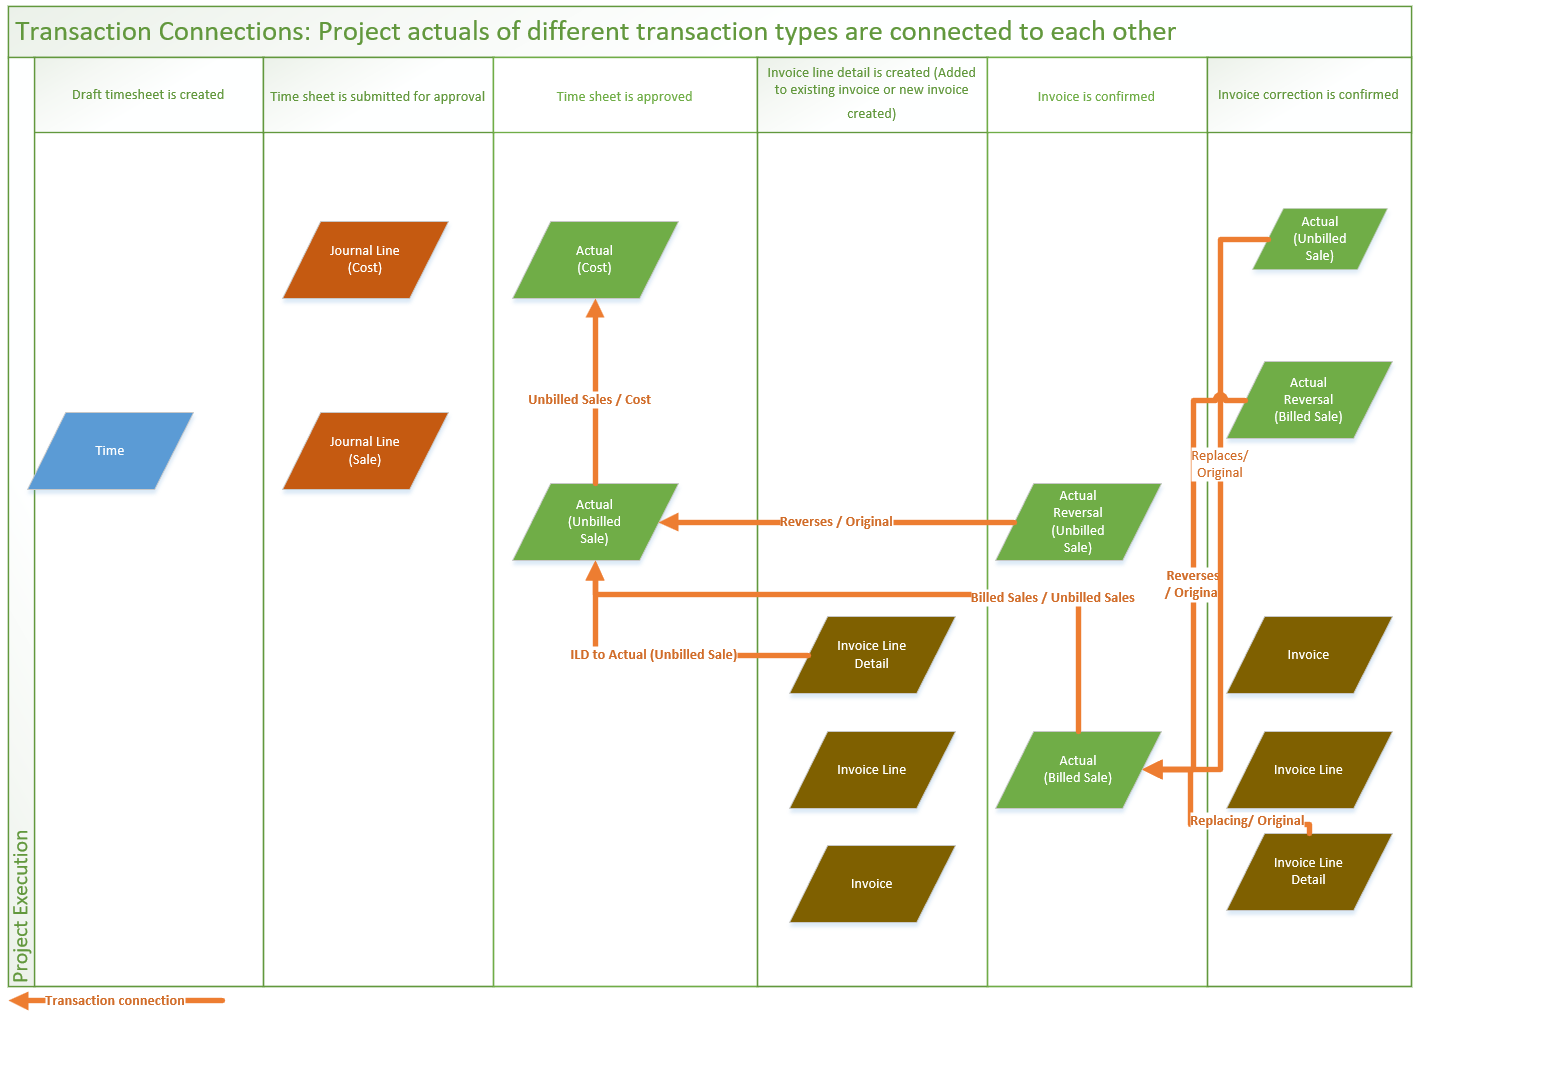 Transaction Connections: Project actuals of different transaction types are connected to each other
Draft timesheet is created
Time sheet is submitted for approval
Time sheet is approved
Invoice line detail is created (Added
to existing invoice or new invoice
created)
Invoice is confirmed
Invoice correction is confirmed
Project Execution
Time
Journal Line
(Cost)
Journal Line
(Sale)
Actual
(Cost)
Unbilled Sales / Cost
Actual
(Unbilled
Sale)
Reverses / Original
ILD to Actual (Unbilled Sale)
Invoice Line
Detail
Invoice Line
Invoice
Actual
Reversal
(Unbilled
Sale)
Billed Sales / Unbilled Sales
Actual
(Billed Sale)
Actual
(Unbilled
Sale)
Actual
Reversal
(Billed Sale)
Replaces/
Original
Reverses
/ Original
Invoice
Invoice Line
Replacing/ Original
Invoice Line
Detail
Transaction connection